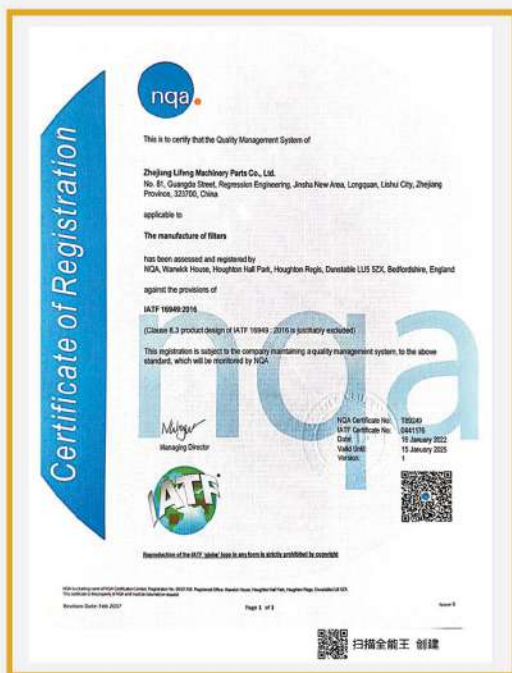 nqa.
Certificate of Registration
This is to certify that the Quality Management System of
Zhejiang Lifeng Machinery Parts Co., Ltd.
No. 81, Guangda Street, Regression Engineering, Jinsha New Area, Longquan, Lishui City, Zhejiang
Province, 323700, China
applicable to
The manufacture of filters
has been assessed and registered by
NQA, Warwick House, Houghton Hall Park, Houghton Regis, Dunstable LU5 5ZX, Bedfordshire, England
against the provisions of
IATF 16949:2016
(Clause 8.3 product design of IATF 16949 : 2016 is justifiably excluded)
This registration is subject to the company maintaining a quality management system, to the above
standard, which will be monitored by NQA
nqa
Managing Director
NQA Certificate No:
IATF Certificate No: 0441576
Date: 16 January 2022
Valid Until: 15 January 2025
Version: 1
IATF
Reproduction of the IATF 'globe' logo in any form is strictly prohibited by copyright
Page 1 of 1
扫描全能王 创建